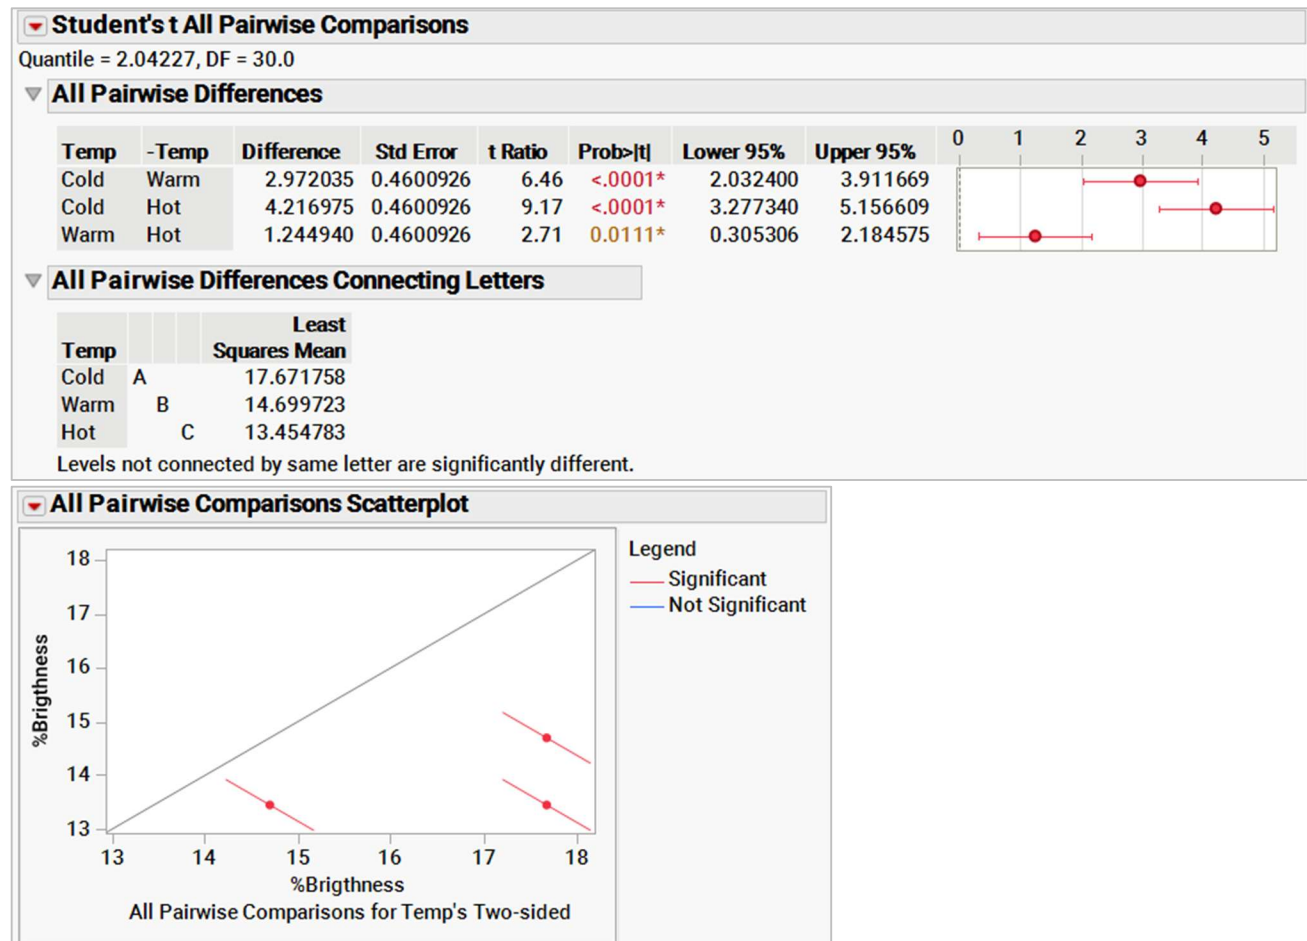 Student's t All Pairwise Comparisons
Quantile = 2.04227, DF = 30.0
All Pairwise Differences
0 1 2 3 4 5
Temp -Temp Difference Std Error t Ratio Prob>|t| Lower 95% Upper 95%
Cold Warm 2.972035 0.4600926 6.46 <.0001* 2.032400 3.911669
Cold Hot 4.216975 0.4600926 9.17 <.0001* 3.277340 5.156609
Warm Hot 1.244940 0.4600926 2.71 0.0111* 0.305306 2.184575
All Pairwise Differences Connecting Letters
Least
Temp Squares Mean
Cold A 17.671758
Warm B 14.699723
Hot C 13.454783
Levels not connected by same letter are significantly different.
All Pairwise Comparisons Scatterplot
Legend
Significant
Not Significant
%Brigthness
18
17
16
15
14
13
13 14 15 16 17 18
%Brigthness
All Pairwise Comparisons for Temp's Two-sided